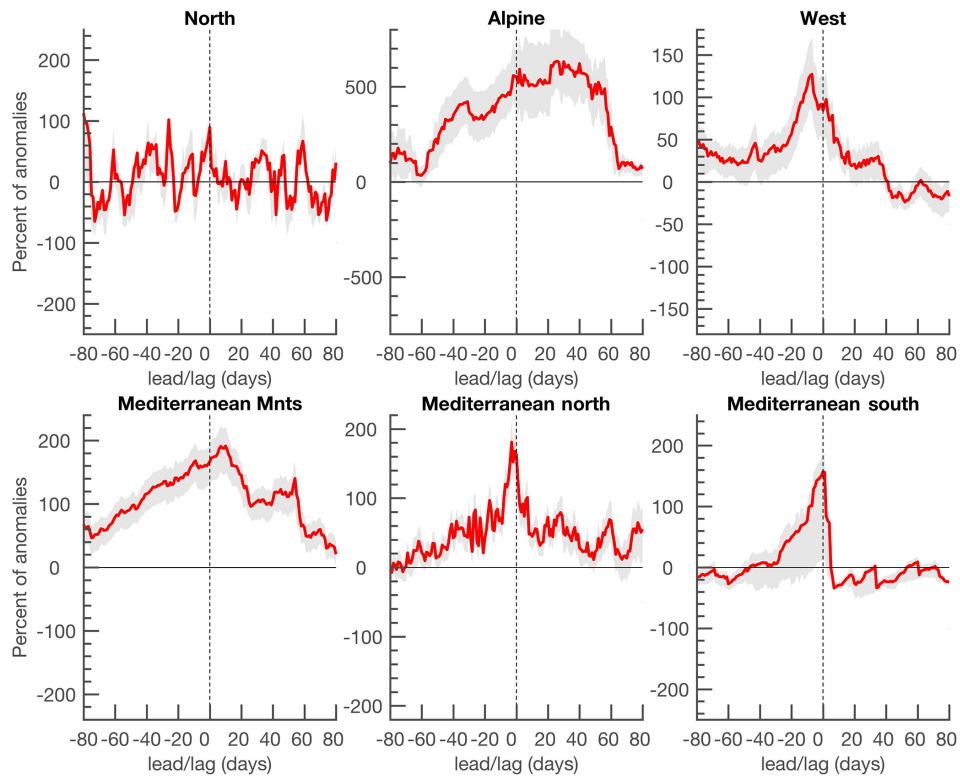 North
Alpine
West
Percent of anomalies
200
100
0
-100
-200
-80 -60 -40 -20 0 20 40 60 80
lead/lag (days)
500
0
-500
-80 -60 -40 -20 0 20 40 60 80
lead/lag (days)
150
100
50
0
-50
-100
-150
-80 -60 -40 -20 0 20 40 60 80
lead/lag (days)
Mediterranean Mnts
Mediterranean north
Mediterranean south
Percent of anomalies
200
100
0
-100
-200
-80 -60 -40 -20 0 20 40 60 80
lead/lag (days)
200
100
0
-100
-200
-80 -60 -40 -20 0 20 40 60 80
lead/lag (days)
200
100
0
-100
-200
-80 -60 -40 -20 0 20 40 60 80
lead/lag (days)